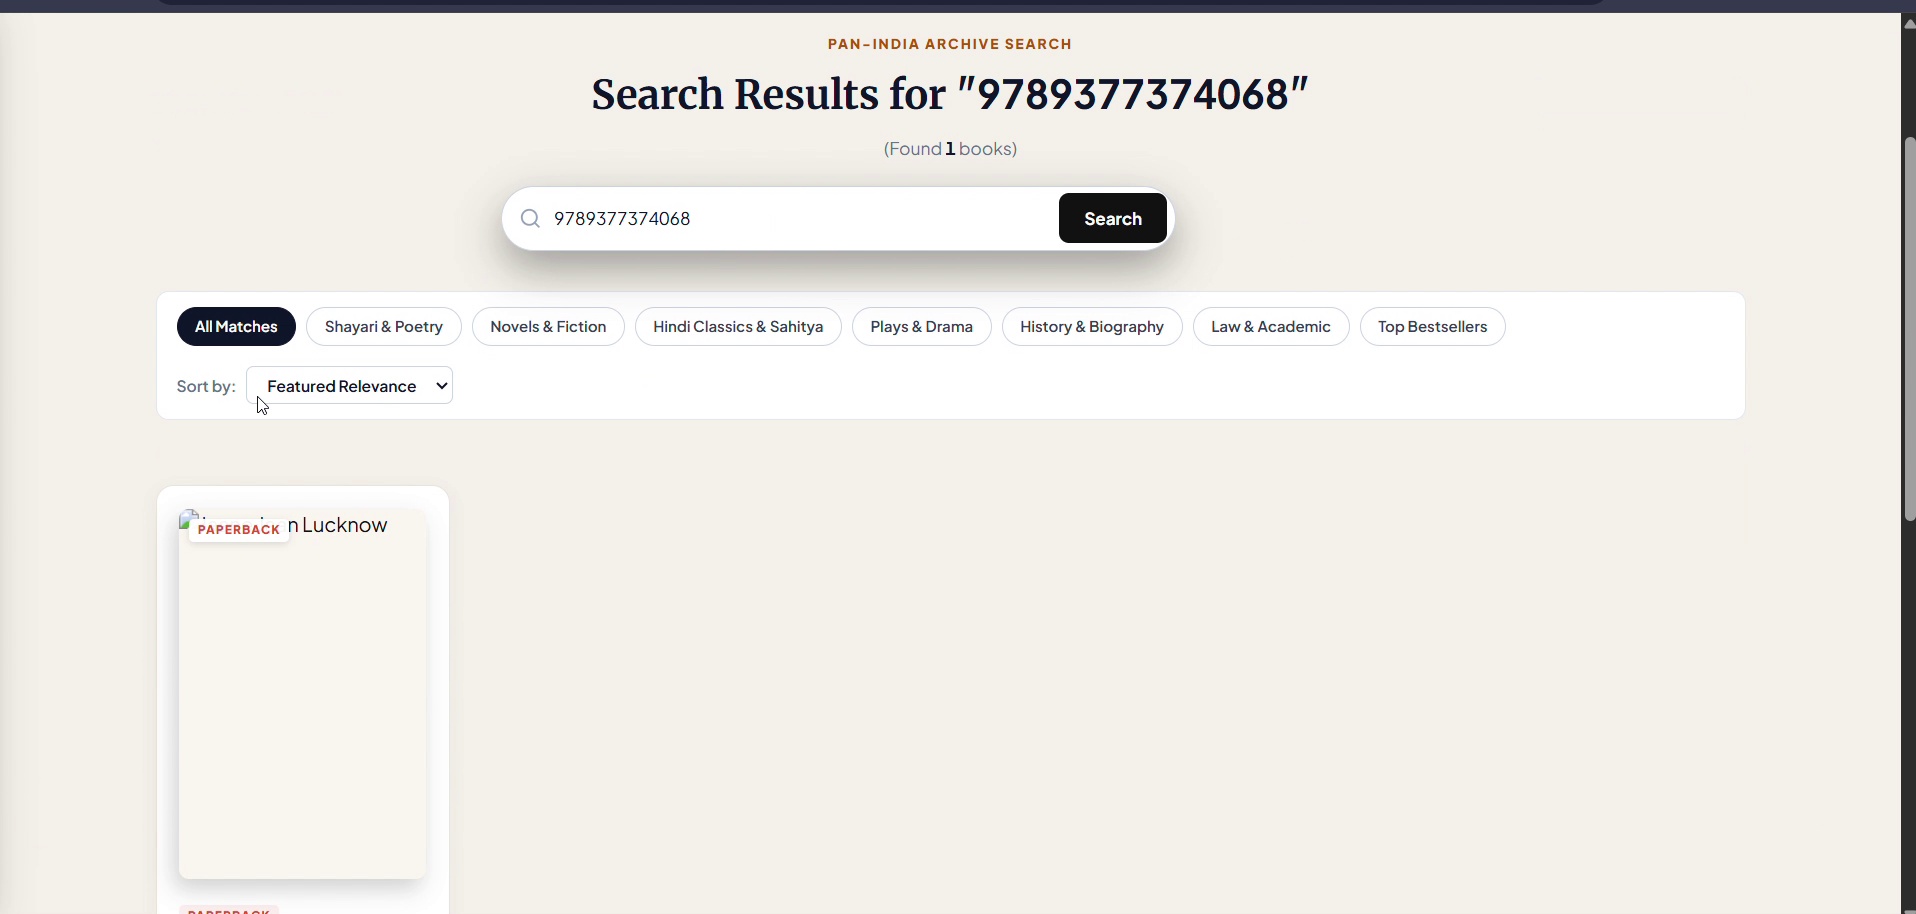 PAN-INDIA ARCHIVE SEARCH
Search Results for "9789377374068"
(Found 1 books)
9789377374068
Search
All Matches
Shayari & Poetry
Novels & Fiction
Hindi Classics & Sahitya
Plays & Drama
History & Biography
Law & Academic
Top Bestsellers
Sort by:
Featured Relevance
n Lucknow
PAPERBACK
PAPERBACK